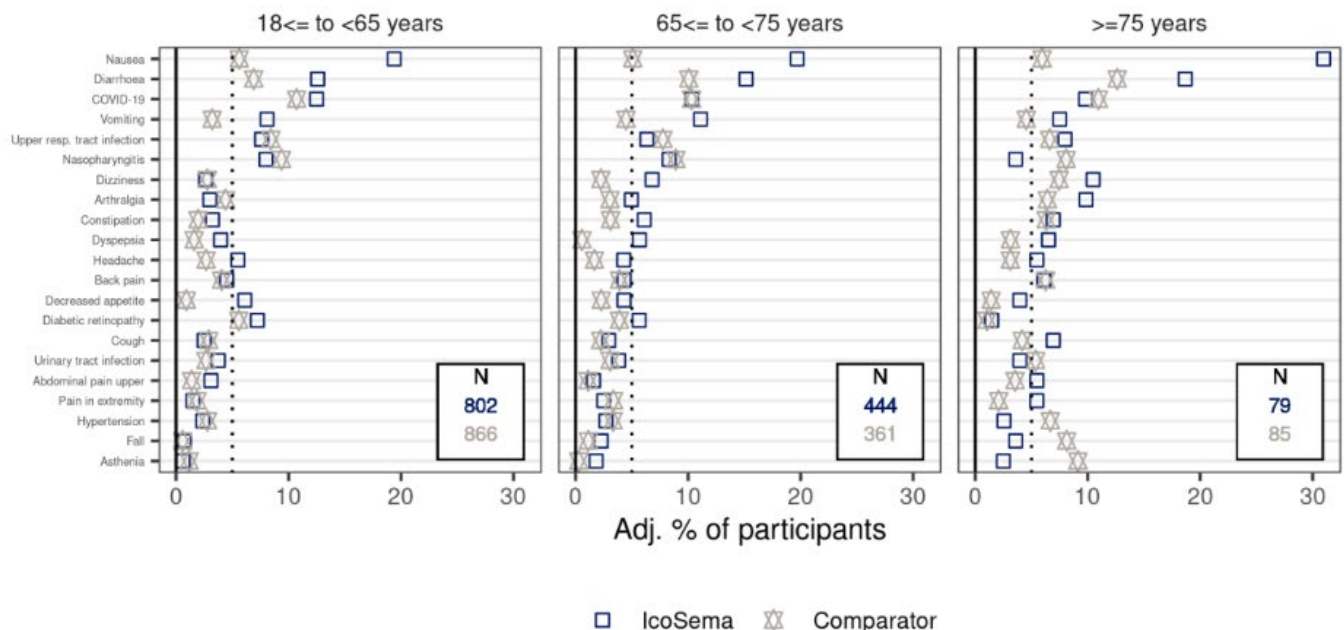 18<= to <65 years
65<= to <75 years
>=75 years
Nausea
Diarrhoea
COVID-19
Vomiting
Upper resp. tract infection
Nasopharyngitis
Dizziness
Arthralgia
Constipation
Dyspepsia
Headache
Back pain
Decreased appetite
Diabetic retinopathy
Cough
Urinary tract infection
Abdominal pain upper
Pain in extremity
Hypertension
Fall
Asthenia
N
802
866
N
444
361
N
79
85
0 10 20 30
0 10 20 30
0 10 20 30
Adj. % of participants
IcoSema Comparator